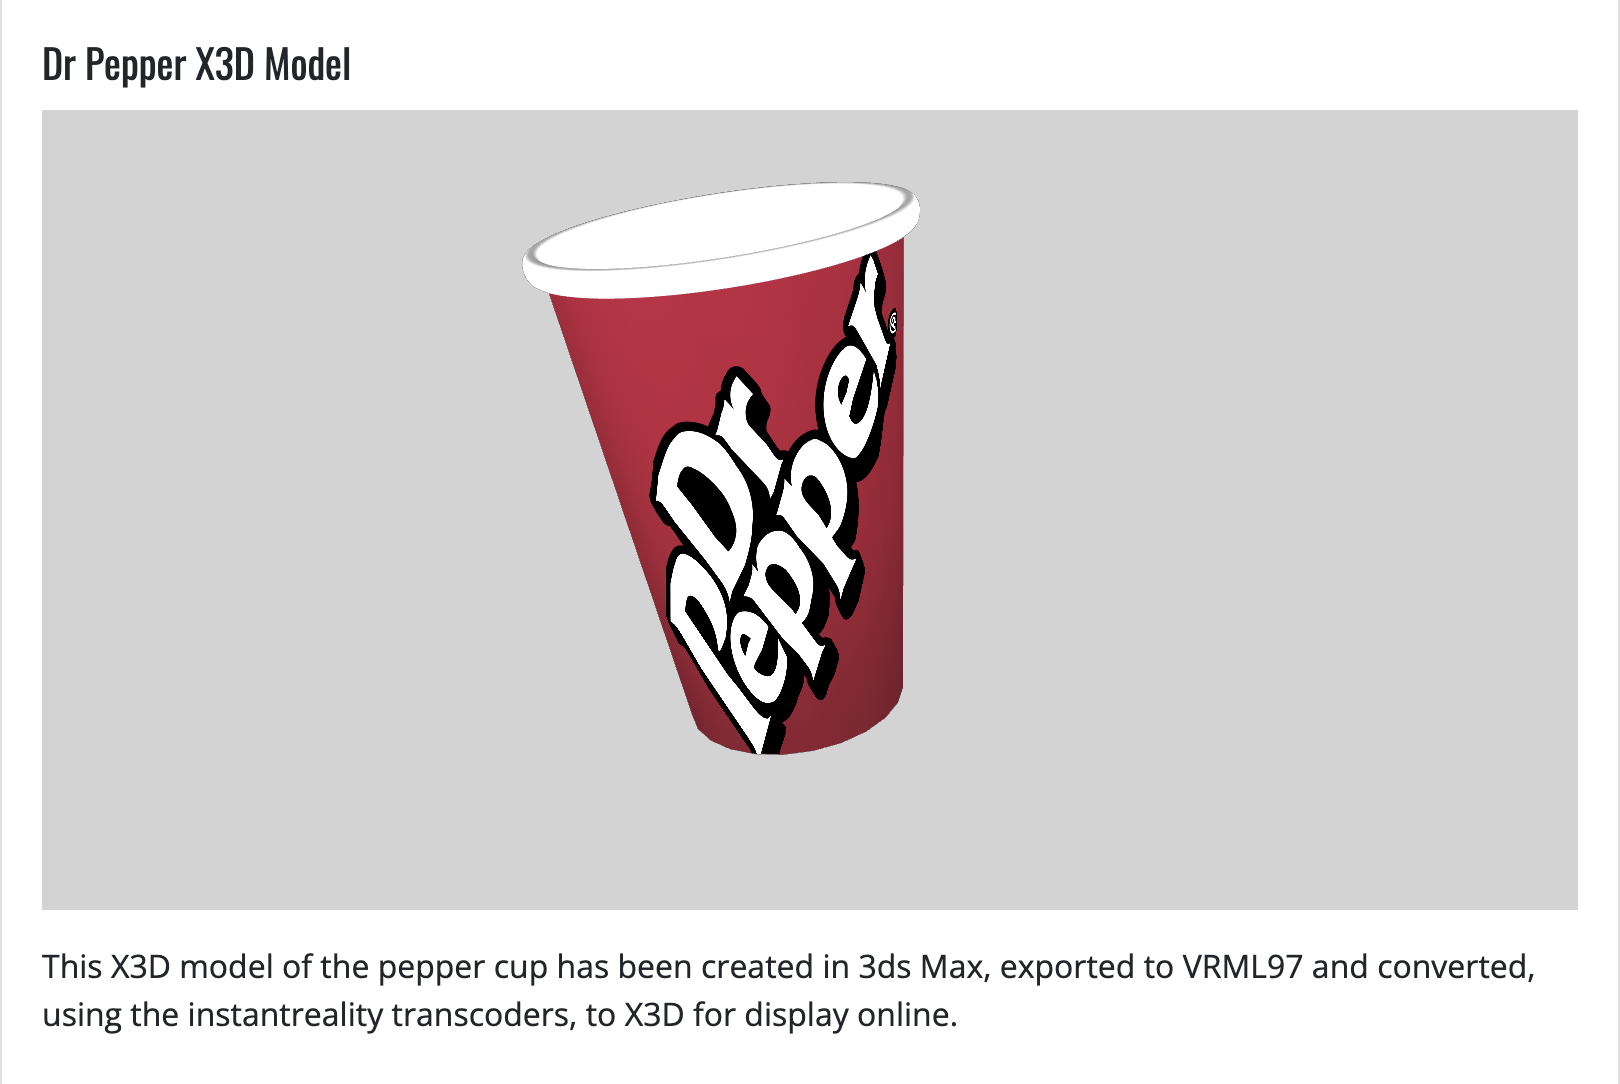 Dr Pepper X3D Model
Dr
Pepper®
This X3D model of the pepper cup has been created in 3ds Max, exported to VRML97 and converted,
using the instantreality transcoders, to X3D for display online.